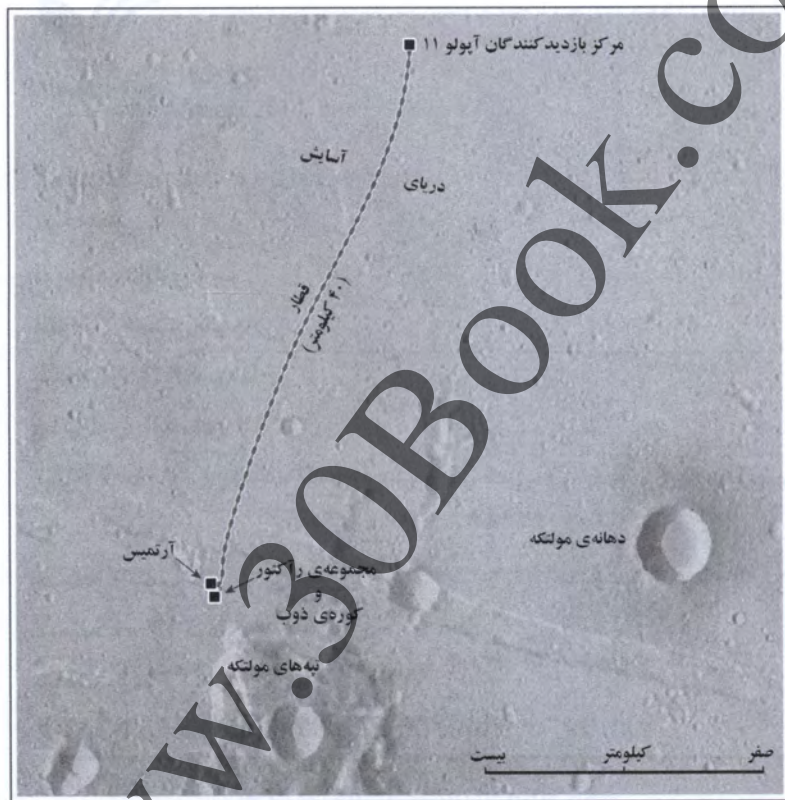 مرکز بازدیدکنندگان آپولو ۱۱
دریای
آسایش
قطار
(۴۰ کیلومتر)
دهانه‌ی مولتکه
آرتمیس
مجموعه‌ی رآکتور
و
کوره‌ی ذوب
تپه‌های مولتکه
صفر
کیلومتر
بیست
www.30Book.co